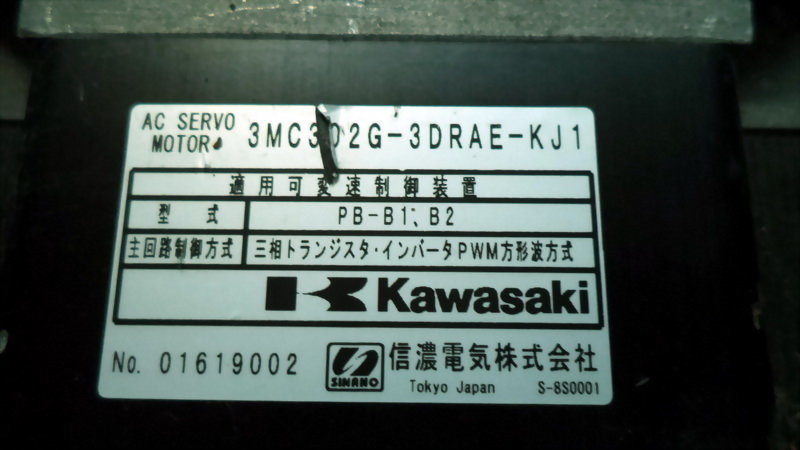 AC SERVO
MOTOR 3MC302G-3DRAE-KJ1
適用可変速制御装置
型式 PB-B1、B2
主回路制御方式 三相トランジスタ・インバータPWM方形波方式
Kawasaki
No. 01619002 SINANO 信濃電気株式会社
Tokyo Japan S-8S0001